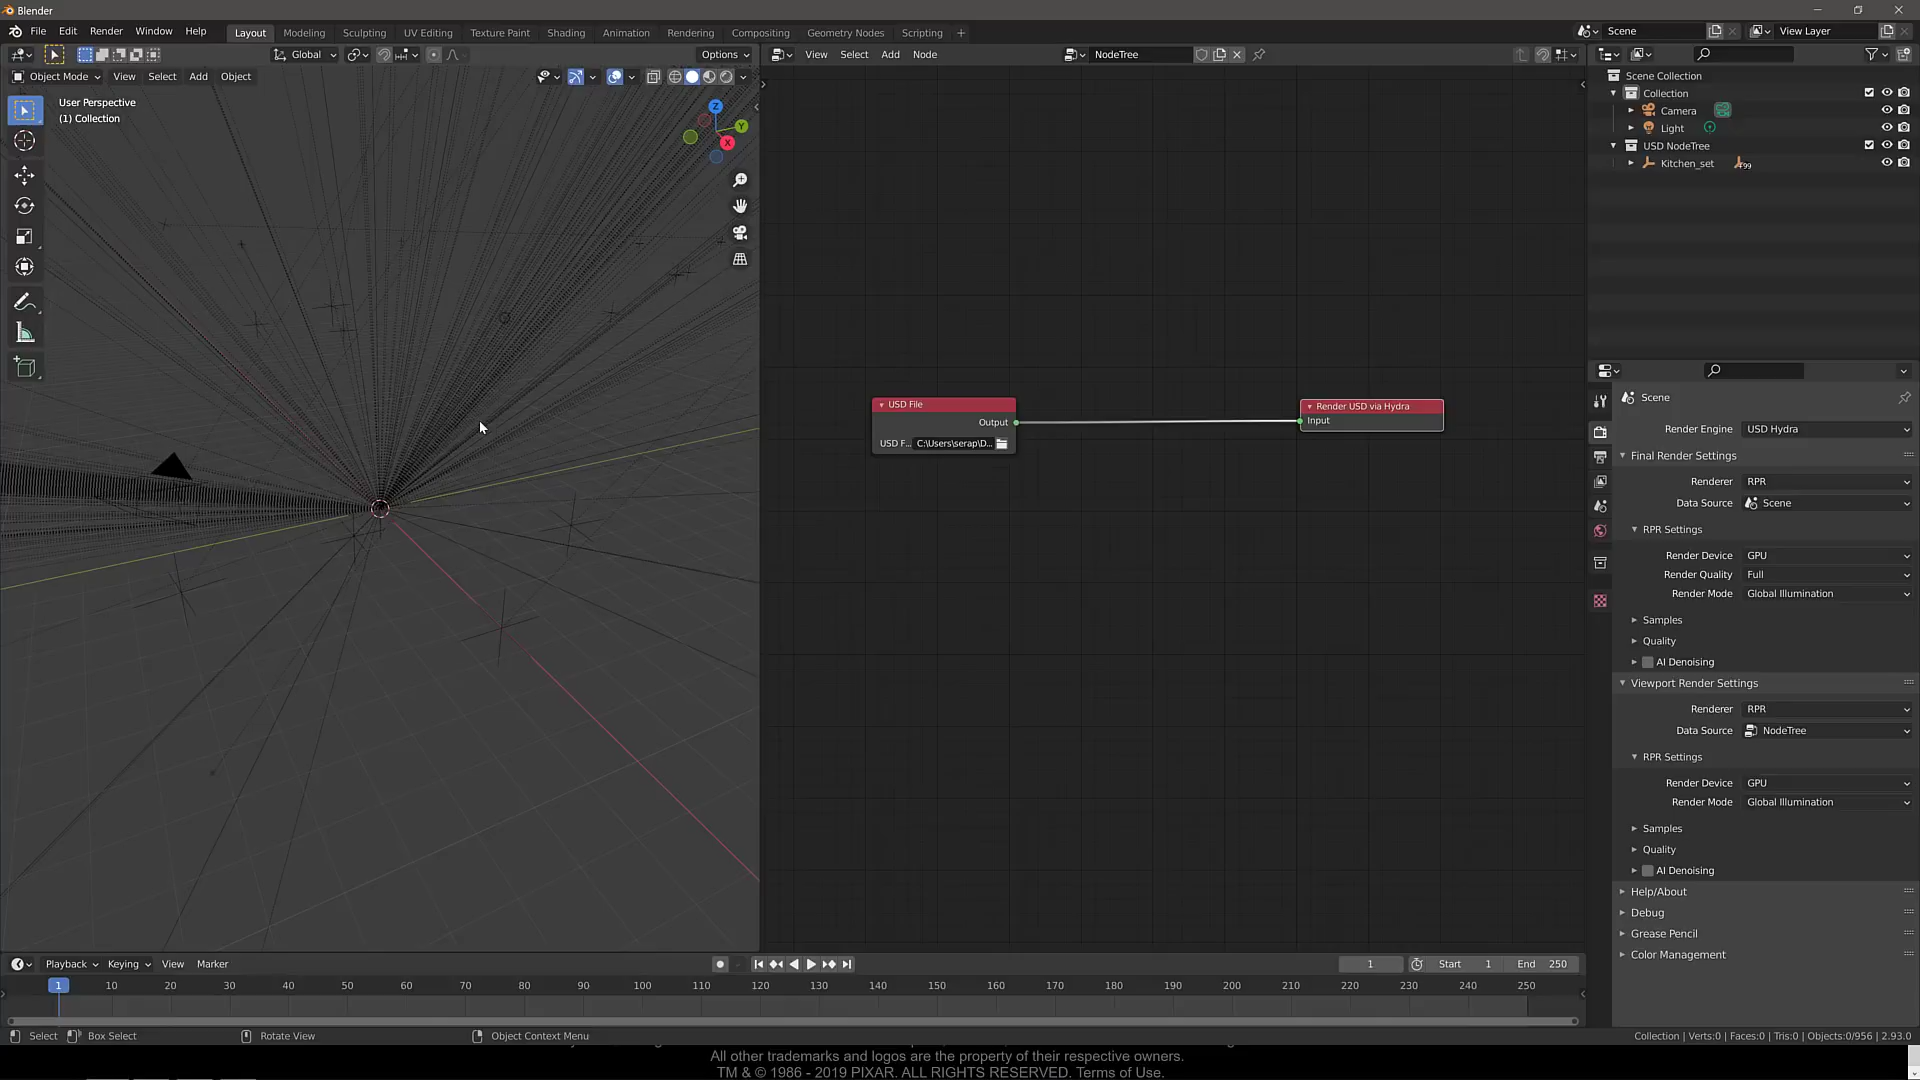 Blender
File Edit Render Window Help
Layout Modeling Sculpting UV Editing Texture Paint Shading Animation Rendering Compositing Geometry Nodes Scripting +
Scene
View Layer
Global
Options
View Select Add Node
NodeTree
Object Mode View Select Add Object
User Perspective
(1) Collection
Z
Y
X
USD File
Output
USD F... C:\Users\serap\D...
Render USD via Hydra
Input
Scene Collection
Collection
Camera
Light
USD NodeTree
Kitchen_set
Scene
Render Engine USD Hydra
Final Render Settings
Renderer RPR
Data Source Scene
RPR Settings
Render Device GPU
Render Quality Full
Render Mode Global Illumination
Samples
Quality
AI Denoising
Viewport Render Settings
Renderer RPR
Data Source NodeTree
RPR Settings
Render Device GPU
Render Mode Global Illumination
Samples
Quality
AI Denoising
Help/About
Debug
Grease Pencil
Color Management
Playback Keying View Marker
1 Start 1 End 250
1 10 20 30 40 50 60 70 80 90 100 110 120 130 140 150 160 170 180 190 200 210 220 230 240 250
Select Box Select Rotate View Object Context Menu
Collection | Verts:0 | Faces:0 | Tris:0 | Objects:0/956 | 2.93.0
All other trademarks and logos are the property of their respective owners.
TM & © 1986 - 2019 PIXAR. ALL RIGHTS RESERVED. Terms of Use.